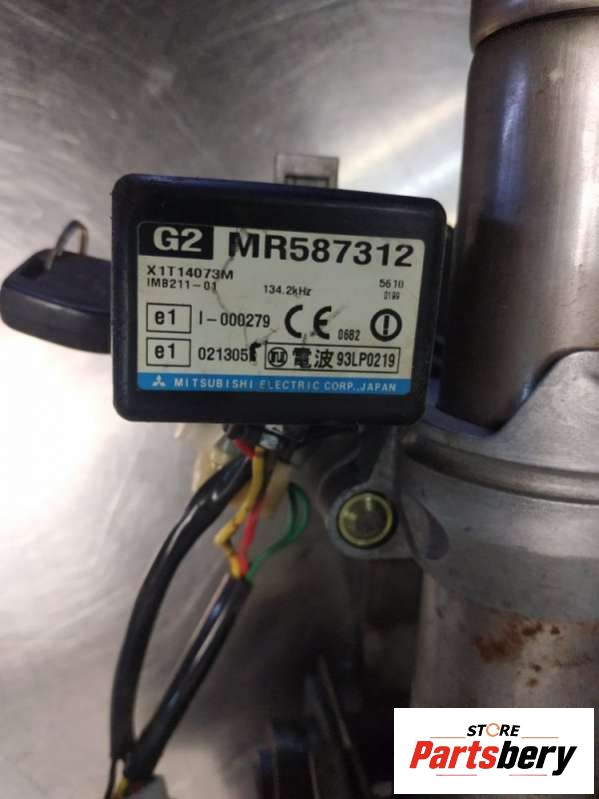 G2 MR587312
X1T14073M 5610
IMB211-01 134.2kHz 0199
e1 I-000279 CE 0682
e1 021305 電波 93LP0219
MITSUBISHI ELECTRIC CORP., JAPAN
STORE
Partsbery